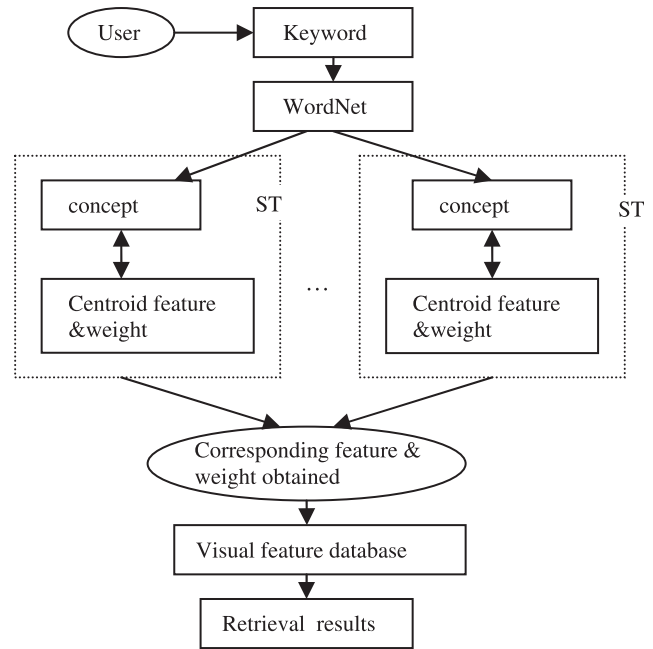 User
Keyword
WordNet
concept
ST
concept
ST
Centroid feature
&weight
...
Centroid feature
&weight
Corresponding feature &
weight obtained
Visual feature database
Retrieval results